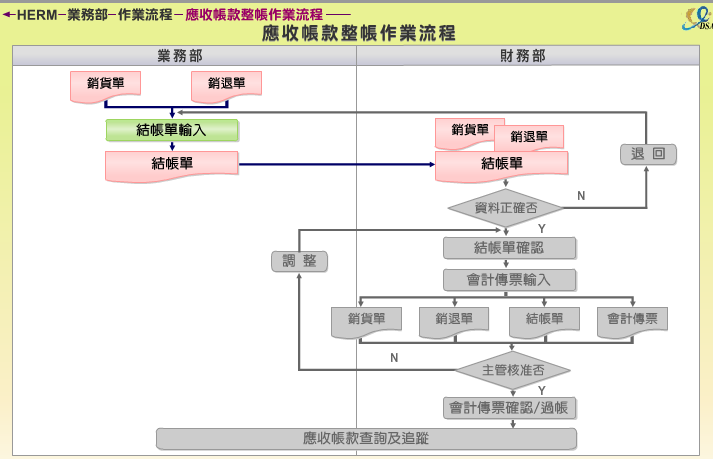 HERM─業務部─作業流程─ 應收帳款整帳作業流程
DSA
應收帳款整帳作業流程
業務部 財務部
銷貨單 銷退單
銷貨單 銷退單
結帳單輸入
結帳單 結帳單
退 回
資料正確否 N
Y
結帳單確認
調 整
會計傳票輸入
銷貨單 銷退單 結帳單 會計傳票
N
主管核准否
Y
會計傳票確認/過帳
應收帳款查詢及追蹤